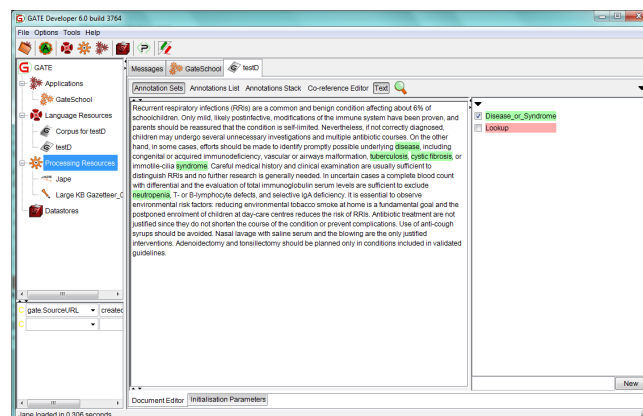 GATE Developer 6.0 build 3764
File Options Tools Help
GATE
Applications
GateSchool
Language Resources
Corpus for testD
testD
Processing Resources
Jape
Large KB Gazetteer_0
Datastores
gate.SourceURL created
Messages GateSchool testD
Annotation Sets Annotations List Annotations Stack Co-reference Editor Text
Recurrent respiratory infections (RRIs) are a common and benign condition affecting about 6% of
schoolchildren. Only mild, likely postinfective, modifications of the immune system have been proven, and
parents should be reassured that the condition is self-limited. Nevertheless, if not correctly diagnosed,
children may undergo several unnecessary investigations and multiple antibiotic courses. On the other
hand, in some cases, efforts should be made to identify promptly possible underlying disease, including
congenital or acquired immunodeficiency, vascular or airways malformation, tuberculosis, cystic fibrosis, or
immotile-cilia syndrome. Careful medical history and clinical examination are usually sufficient to
distinguish RRIs and no further research is generally needed. In uncertain cases a complete blood count
with differential and the evaluation of total immunoglobulin serum levels are sufficient to exclude
neutropenia, T- or B-lymphocyte defects, and selective IgA deficiency. It is essential to observe
environmental risk factors: reducing environmental tobacco smoke at home is a fundamental goal and the
postponed enrolment of children at day-care centres reduces the risk of RRIs. Antibiotic treatment are not
justified since they do not shorten the course of the condition or prevent complications. Use of anti-cough
syrups should be avoided. Nasal lavage with saline serum and the blowing are the only justified
interventions. Adenoidectomy and tonsillectomy should be planned only in conditions included in validated
guidelines.
Disease_or_Syndrome
Lookup
New
Document Editor Initialisation Parameters
Jape loaded in 0.306 seconds